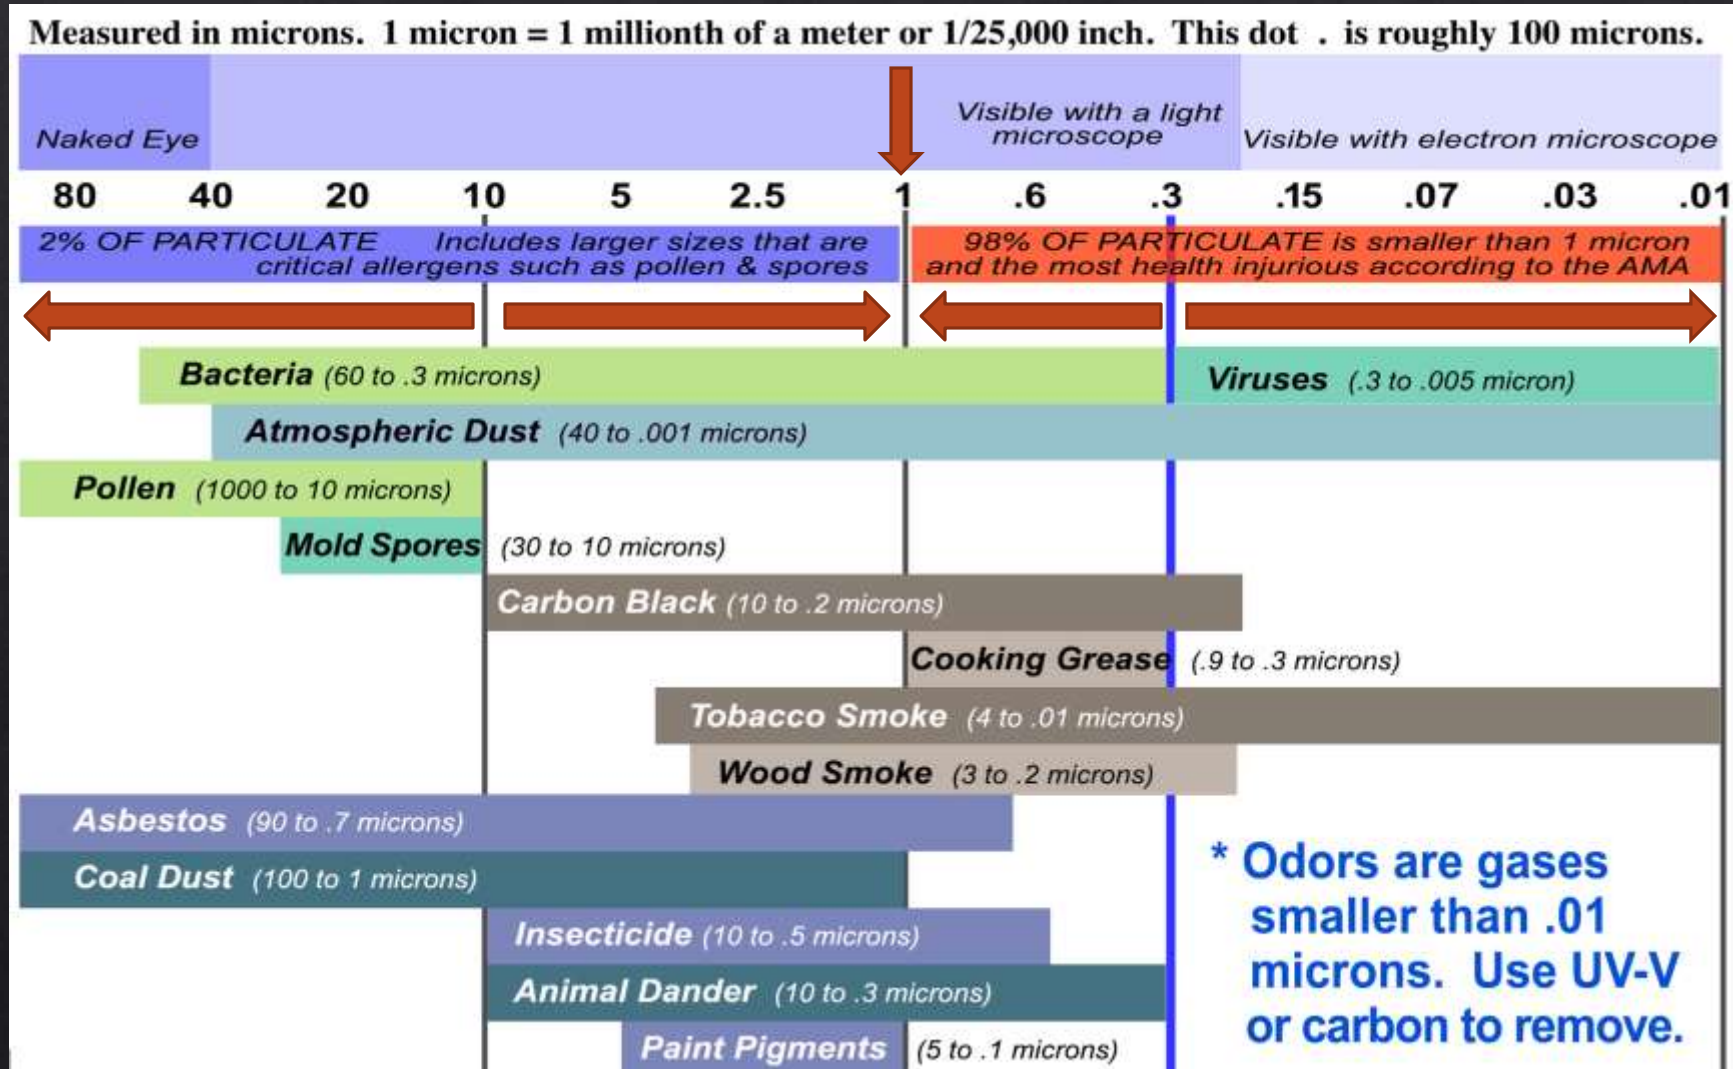 Measured in microns. 1 micron = 1 millionth of a meter or 1/25,000 inch. This dot . is roughly 100 microns.
Naked Eye
Visible with a light
microscope
Visible with electron microscope
80 40 20 10 5 2.5 1 .6 .3 .15 .07 .03 .01
2% OF PARTICULATE Includes larger sizes that are
critical allergens such as pollen & spores
98% OF PARTICULATE is smaller than 1 micron
and the most health injurious according to the AMA
Bacteria (60 to .3 microns)
Viruses (.3 to .005 micron)
Atmospheric Dust (40 to .001 microns)
Pollen (1000 to 10 microns)
Mold Spores (30 to 10 microns)
Carbon Black (10 to .2 microns)
Cooking Grease (.9 to .3 microns)
Tobacco Smoke (4 to .01 microns)
Wood Smoke (3 to .2 microns)
Asbestos (90 to .7 microns)
Coal Dust (100 to 1 microns)
Insecticide (10 to .5 microns)
Animal Dander (10 to .3 microns)
Paint Pigments (5 to .1 microns)
* Odors are gases
smaller than .01
microns. Use UV-V
or carbon to remove.